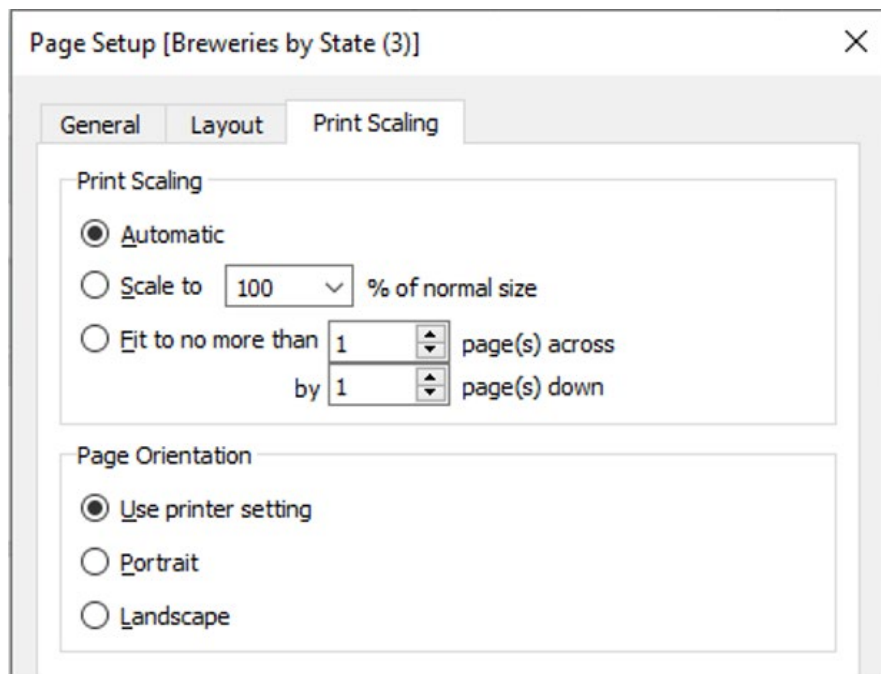 Page Setup [Breweries by State (3)]
General Layout Print Scaling
Print Scaling
Automatic
Scale to 100 % of normal size
Fit to no more than 1 page(s) across
by 1 page(s) down
Page Orientation
Use printer setting
Portrait
Landscape